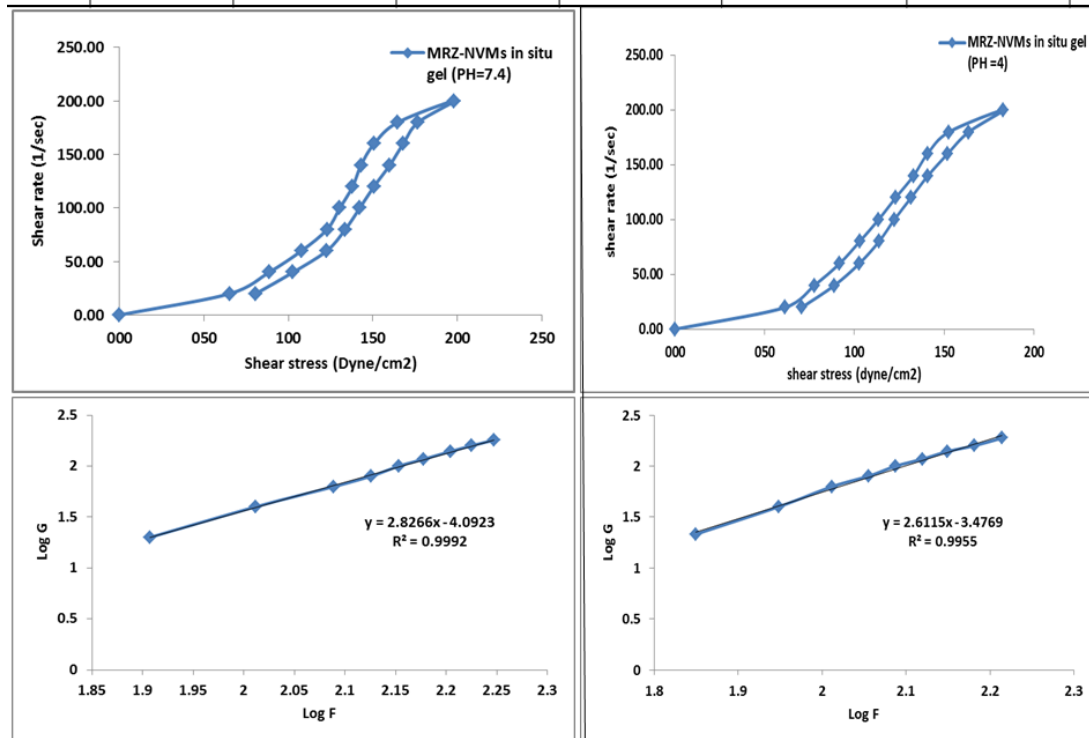 MRZ-NVMs in situ
gel (PH=7.4)
250.00
200.00
150.00
100.00
50.00
0.00
Shear rate (1/sec)
000 050 100 150 200 250
Shear stress (Dyne/cm2)
MRZ-NVMs in situ gel
(PH =4)
250.00
200.00
150.00
100.00
50.00
0.00
shear rate (1/sec)
000 050 100 150 200
shear stress (dyne/cm2)
2.5
2
1.5
1
0.5
0
Log G
y = 2.8266x - 4.0923
R² = 0.9992
1.85 1.9 1.95 2 2.05 2.1 2.15 2.2 2.25 2.3
Log F
2.5
2
1.5
1
0.5
0
Log G
y = 2.6115x - 3.4769
R² = 0.9955
1.8 1.9 2 2.1 2.2 2.3
Log F